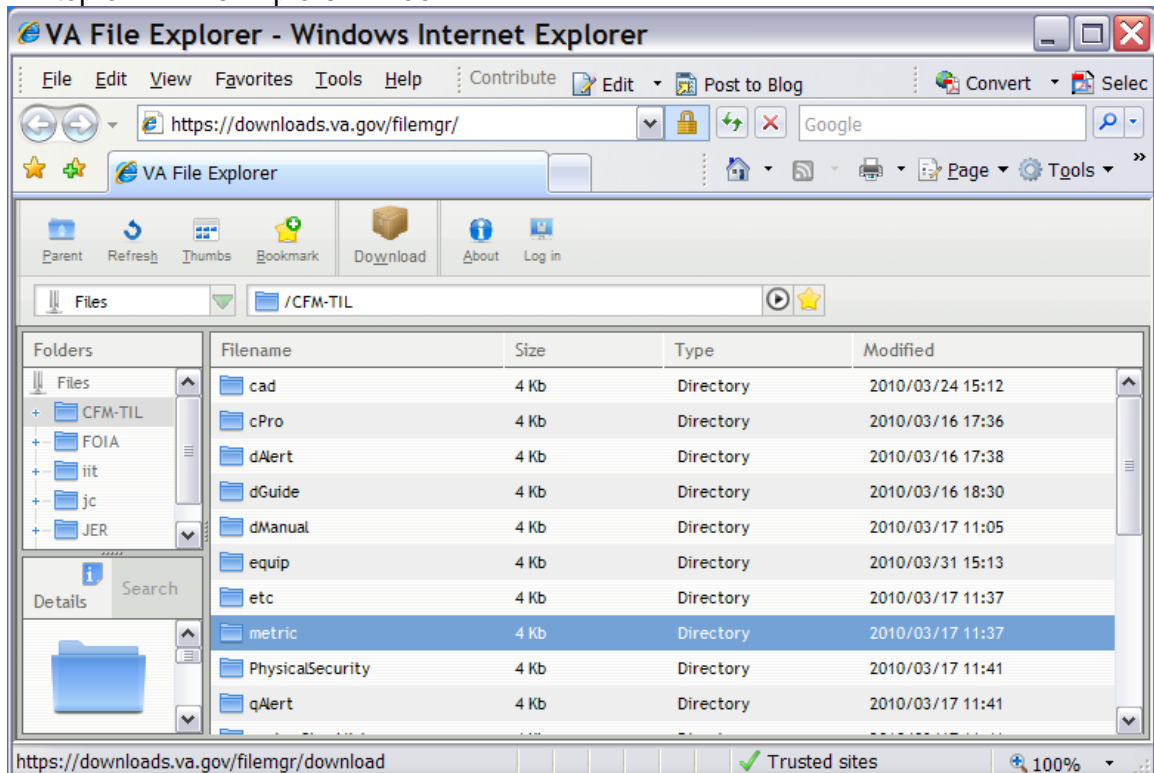 VA File Explorer - Windows Internet Explorer
File Edit View Favorites Tools Help Contribute Edit Post to Blog Convert Selec
https://downloads.va.gov/filemgr/ Google
VA File Explorer Page Tools »
Parent Refresh Thumbs Bookmark Download About Log in
Files /CFM-TIL
Folders Filename Size Type Modified
Files cad 4 Kb Directory 2010/03/24 15:12
CFM-TIL cPro 4 Kb Directory 2010/03/16 17:36
FOIA dAlert 4 Kb Directory 2010/03/16 17:38
iit dGuide 4 Kb Directory 2010/03/16 18:30
jc
JER dManual 4 Kb Directory 2010/03/17 11:05
equip 4 Kb Directory 2010/03/31 15:13
Details Search etc 4 Kb Directory 2010/03/17 11:37
metric 4 Kb Directory 2010/03/17 11:37
PhysicalSecurity 4 Kb Directory 2010/03/17 11:41
qAlert 4 Kb Directory 2010/03/17 11:41
https://downloads.va.gov/filemgr/download Trusted sites 100%